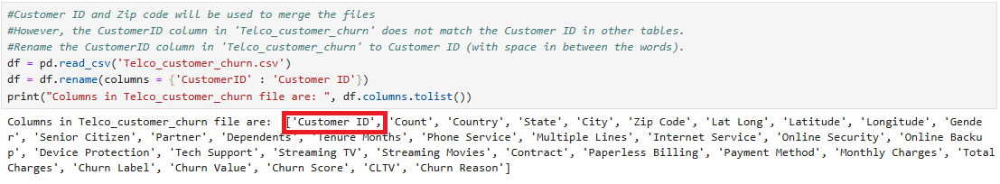 #Customer ID and Zip code will be used to merge the files
#However, the CustomerID column in 'Telco_customer_churn' does not match the Customer ID in other tables.
#Rename the CustomerID column in 'Telco_customer_churn' to Customer ID (with space in between the words).
df = pd.read_csv('Telco_customer_churn.csv')
df = df.rename(columns = {'CustomerID' : 'Customer ID'})
print("Columns in Telco_customer_churn file are: ", df.columns.tolist())
Columns in Telco_customer_churn file are:  ['Customer ID', 'Count', 'Country', 'State', 'City', 'Zip Code', 'Lat Long', 'Latitude', 'Longitude', 'Gende
r', 'Senior Citizen', 'Partner', 'Dependents', 'Tenure Months', 'Phone Service', 'Multiple Lines', 'Internet Service', 'Online Security', 'Online Backu
p', 'Device Protection', 'Tech Support', 'Streaming TV', 'Streaming Movies', 'Contract', 'Paperless Billing', 'Payment Method', 'Monthly Charges', 'Total
Charges', 'Churn Label', 'Churn Value', 'Churn Score', 'CLTV', 'Churn Reason']